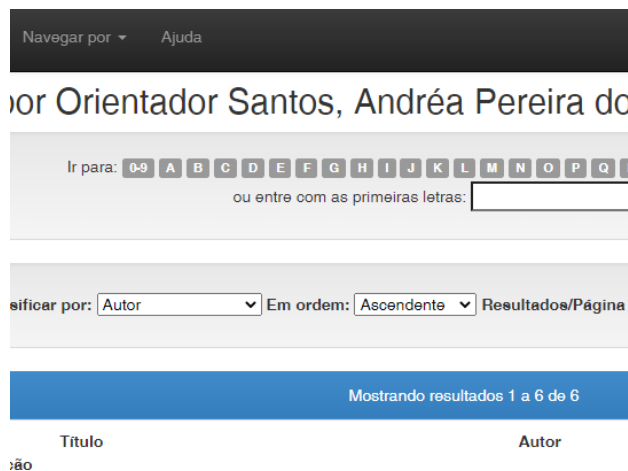 Navegar por Ajuda
por Orientador Santos, Andréa Pereira do
Ir para: 0-9 A B C D E F G H I J K L M N O P Q
ou entre com as primeiras letras:
sificar por: Autor Em ordem: Ascendente Resultados/Página
Mostrando resultados 1 a 6 de 6
Título Autor
ção